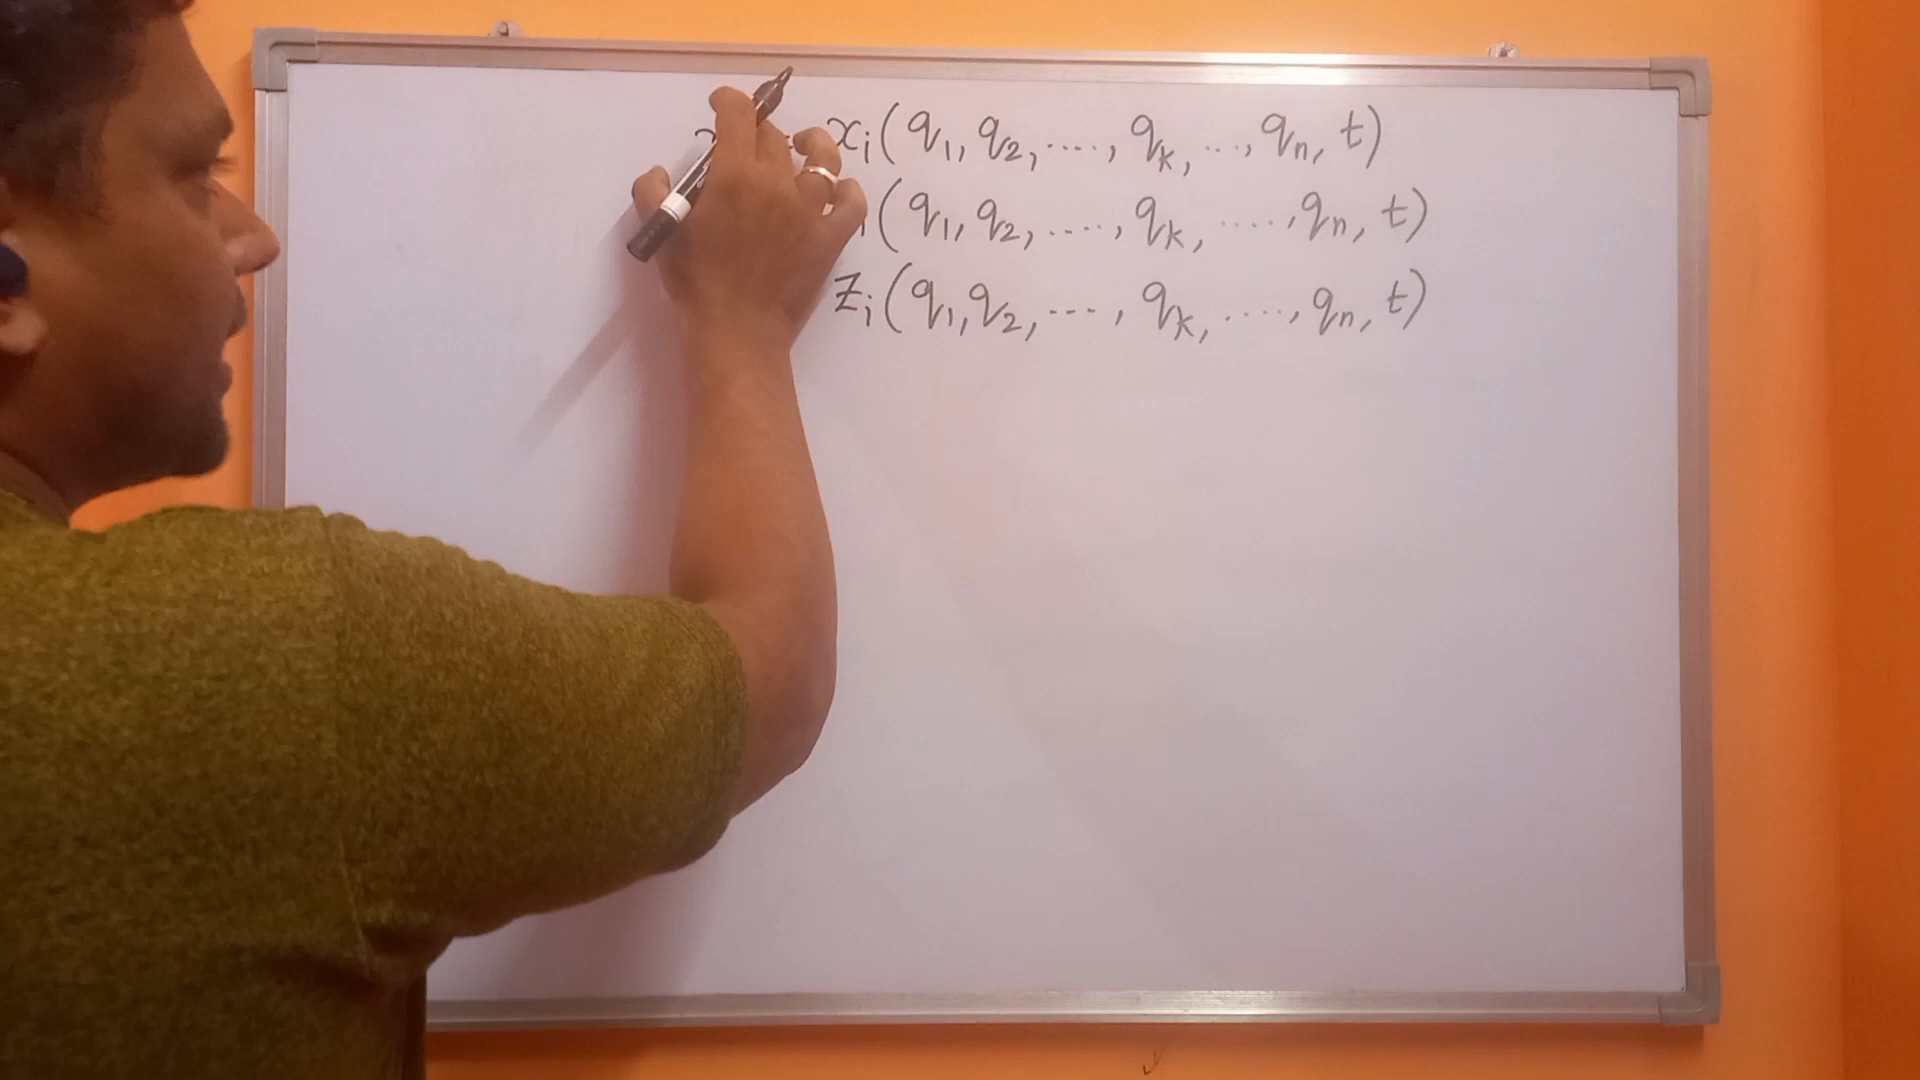 xᵢ(q₁, q₂, ...., qₖ, ..., qₙ, t)
(q₁, q₂, ...., qₖ, ....., qₙ, t)
zᵢ(q₁, q₂, ---, qₖ, ....., qₙ, t)